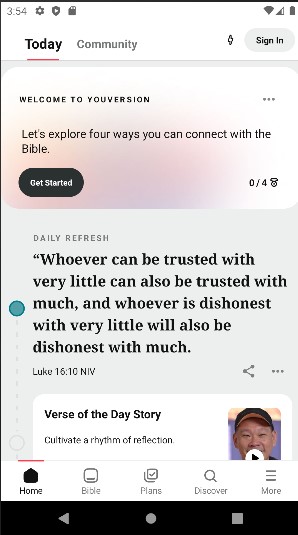 3:54
Today
Community
Sign In
WELCOME TO YOUVERSION
Let's explore four ways you can connect with the
Bible.
Get Started
0 / 4
DAILY REFRESH
“Whoever can be trusted with
very little can also be trusted with
much, and whoever is dishonest
with very little will also be
dishonest with much.
Luke 16:10 NIV
Verse of the Day Story
Cultivate a rhythm of reflection.
Home
Bible
Plans
Discover
More